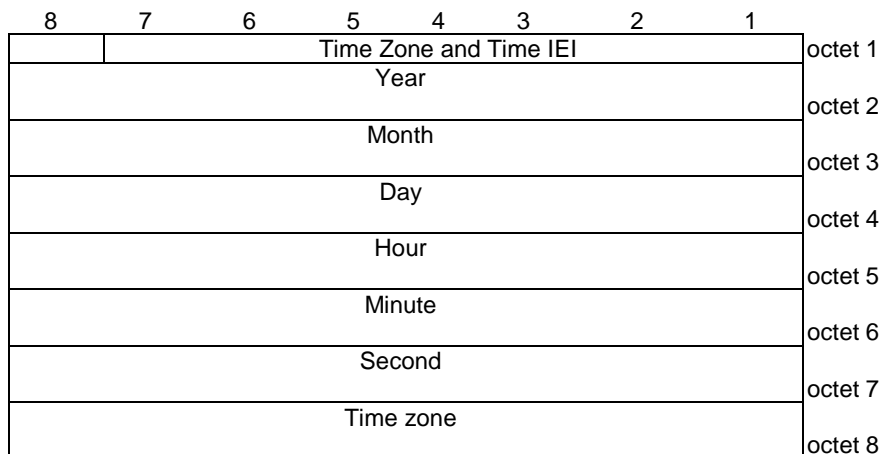 8 7 6 5 4 3 2 1
Time Zone and Time IEI octet 1
Year
octet 2
Month
octet 3
Day
octet 4
Hour
octet 5
Minute
octet 6
Second
octet 7
Time zone
octet 8